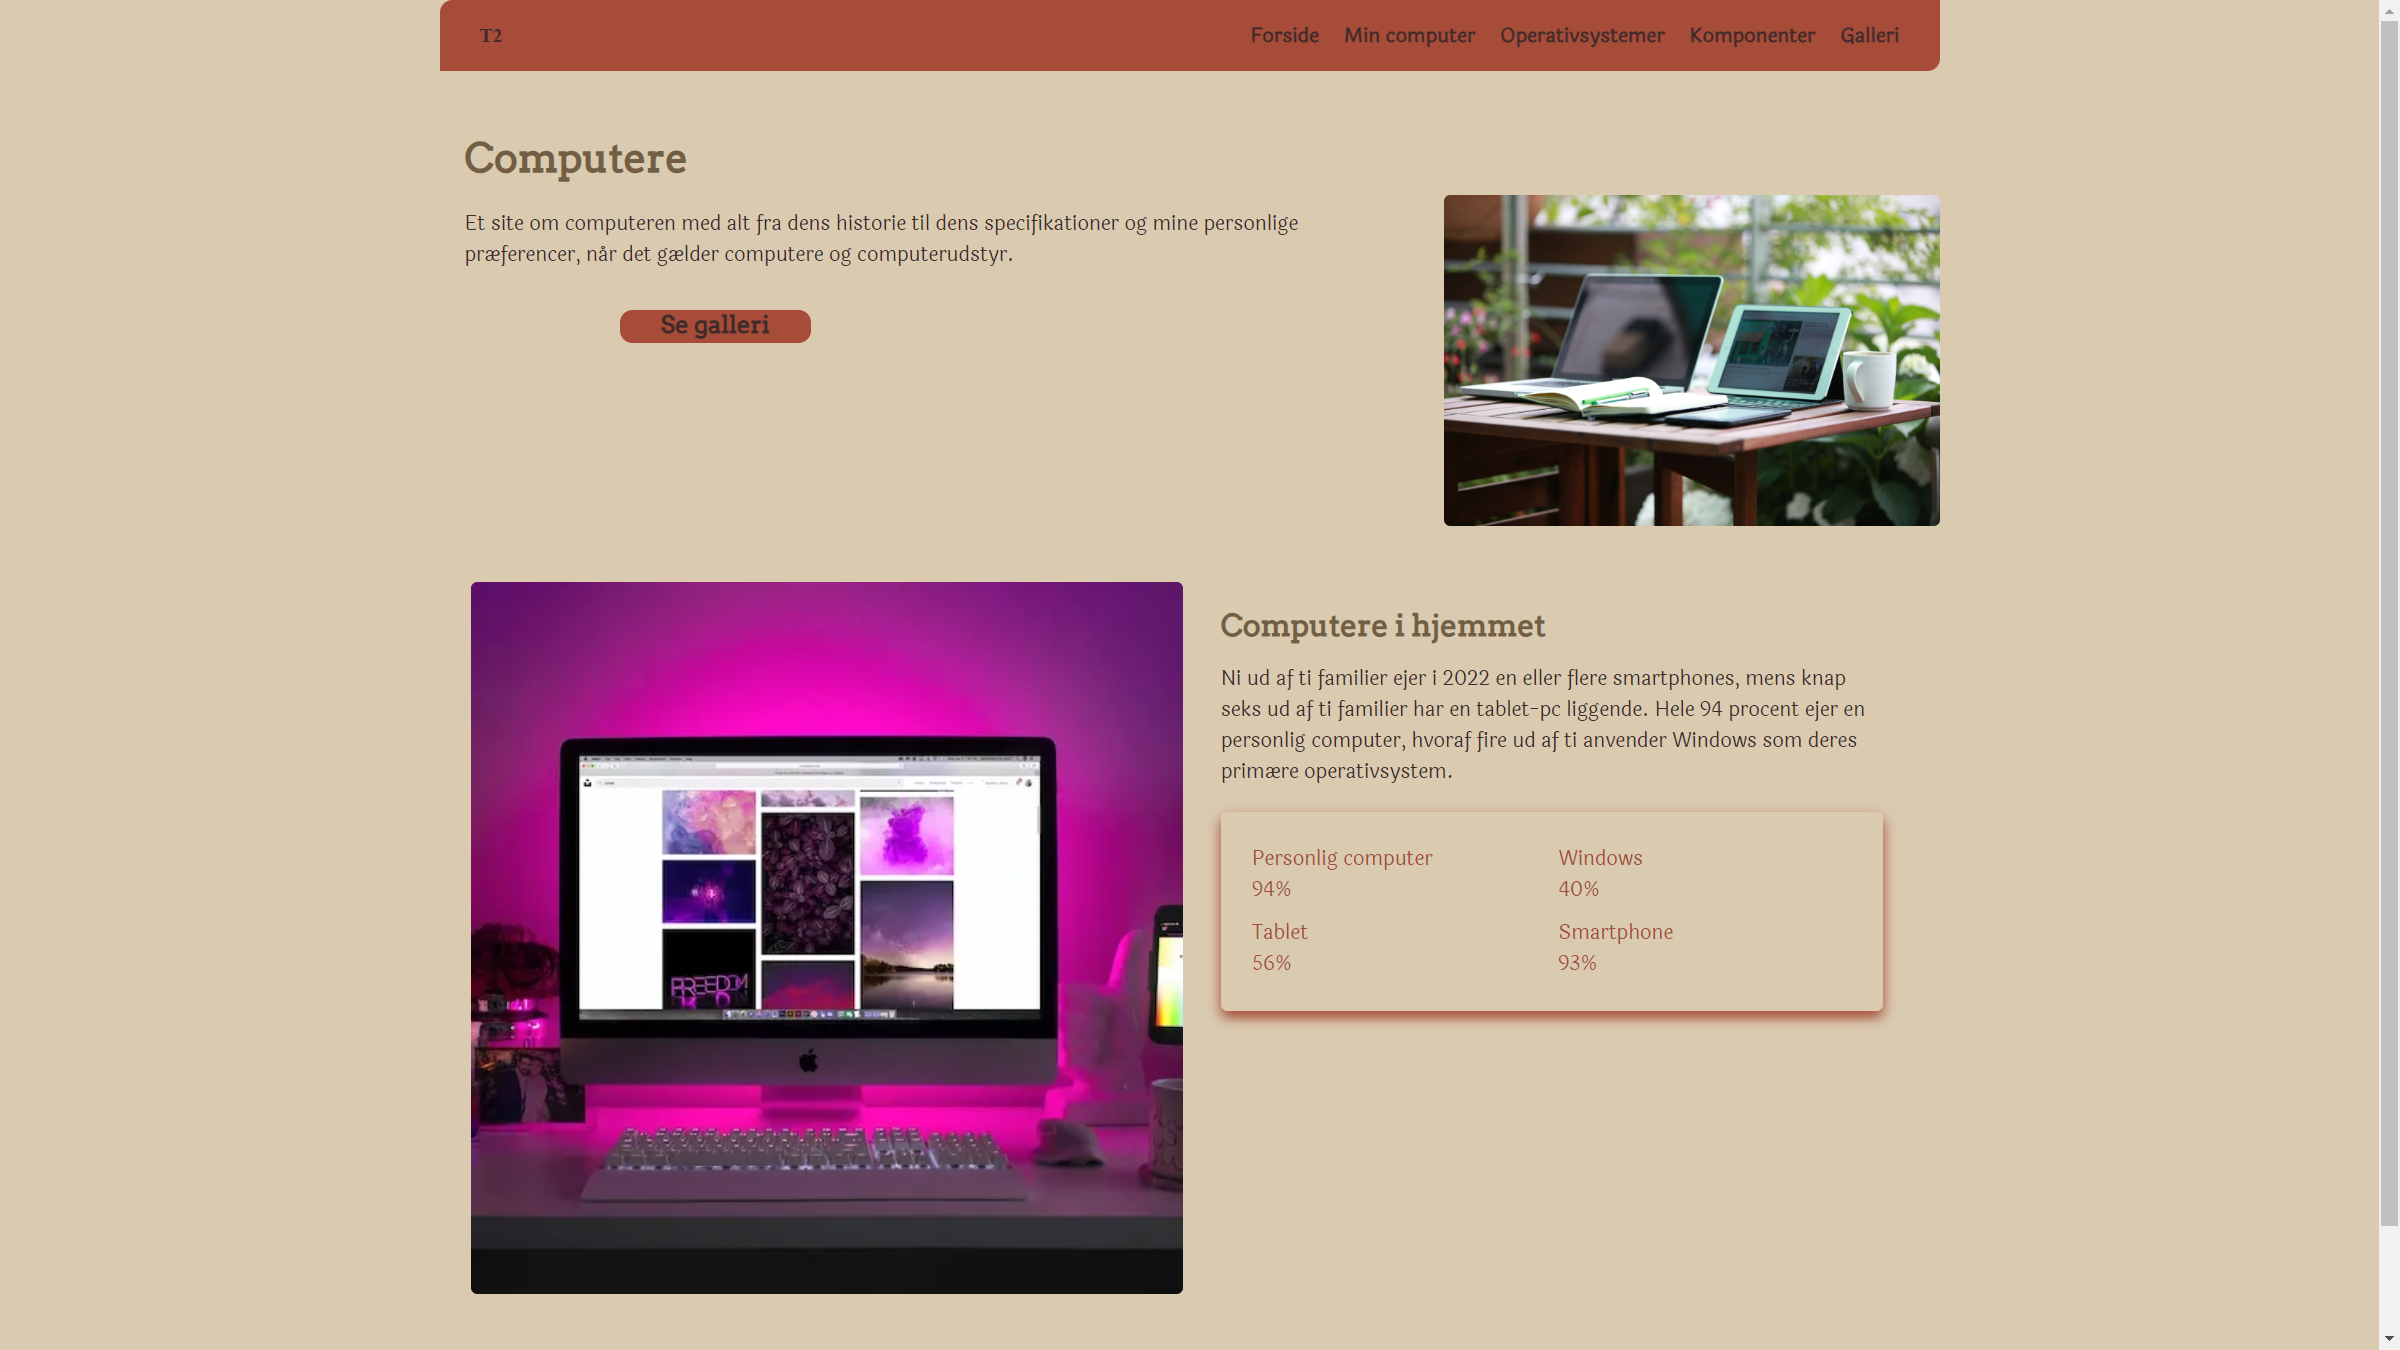 T2
Forside
Min computer
Operativsystemer
Komponenter
Galleri
Computere
Et site om computeren med alt fra dens historie til dens specifikationer og mine personlige
præferencer, når det gælder computere og computerudstyr.
Se galleri
Computere i hjemmet
Ni ud af ti familier ejer i 2022 en eller flere smartphones, mens knap
seks ud af ti familier har en tablet-pc liggende. Hele 94 procent ejer en
personlig computer, hvoraf fire ud af ti anvender Windows som deres
primære operativsystem.
Personlig computer
94%
Windows
40%
Tablet
56%
Smartphone
93%
FREEDOM